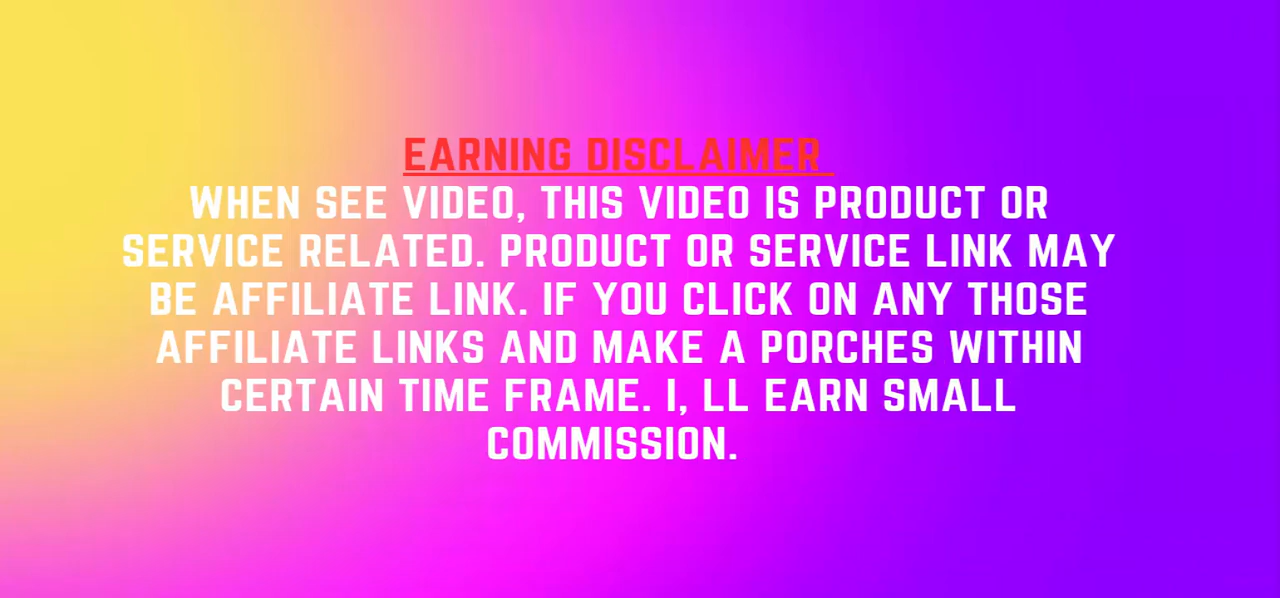 EARNING DISCLAIMER
WHEN SEE VIDEO, THIS VIDEO IS PRODUCT OR
SERVICE RELATED. PRODUCT OR SERVICE LINK MAY
BE AFFILIATE LINK. IF YOU CLICK ON ANY THOSE
AFFILIATE LINKS AND MAKE A PORCHES WITHIN
CERTAIN TIME FRAME. I, LL EARN SMALL
COMMISSION.